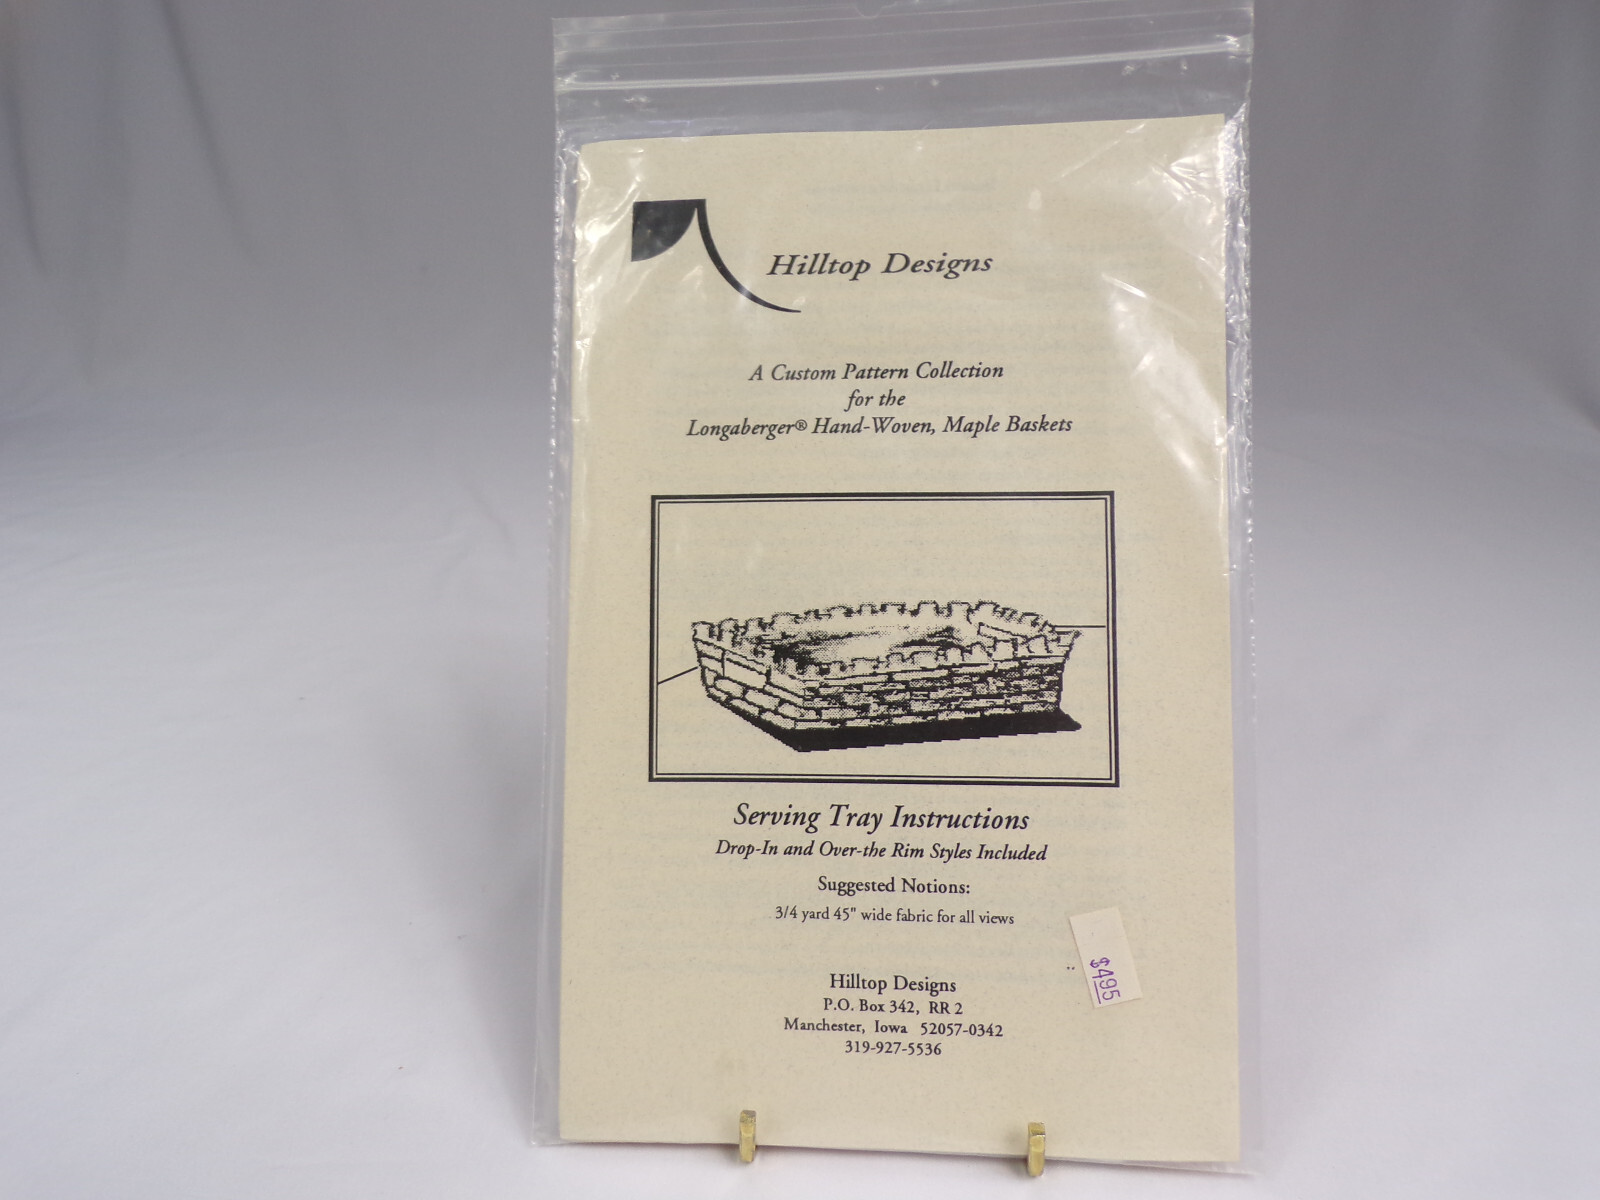 Hilltop Designs
A Custom Pattern Collection
for the
Longaberger® Hand-Woven, Maple Baskets
Serving Tray Instructions
Drop-In and Over-the Rim Styles Included
Suggested Notions:
3/4 yard 45" wide fabric for all views
$495
Hilltop Designs
P.O. Box 342, RR 2
Manchester, Iowa 52057-0342
319-927-5536